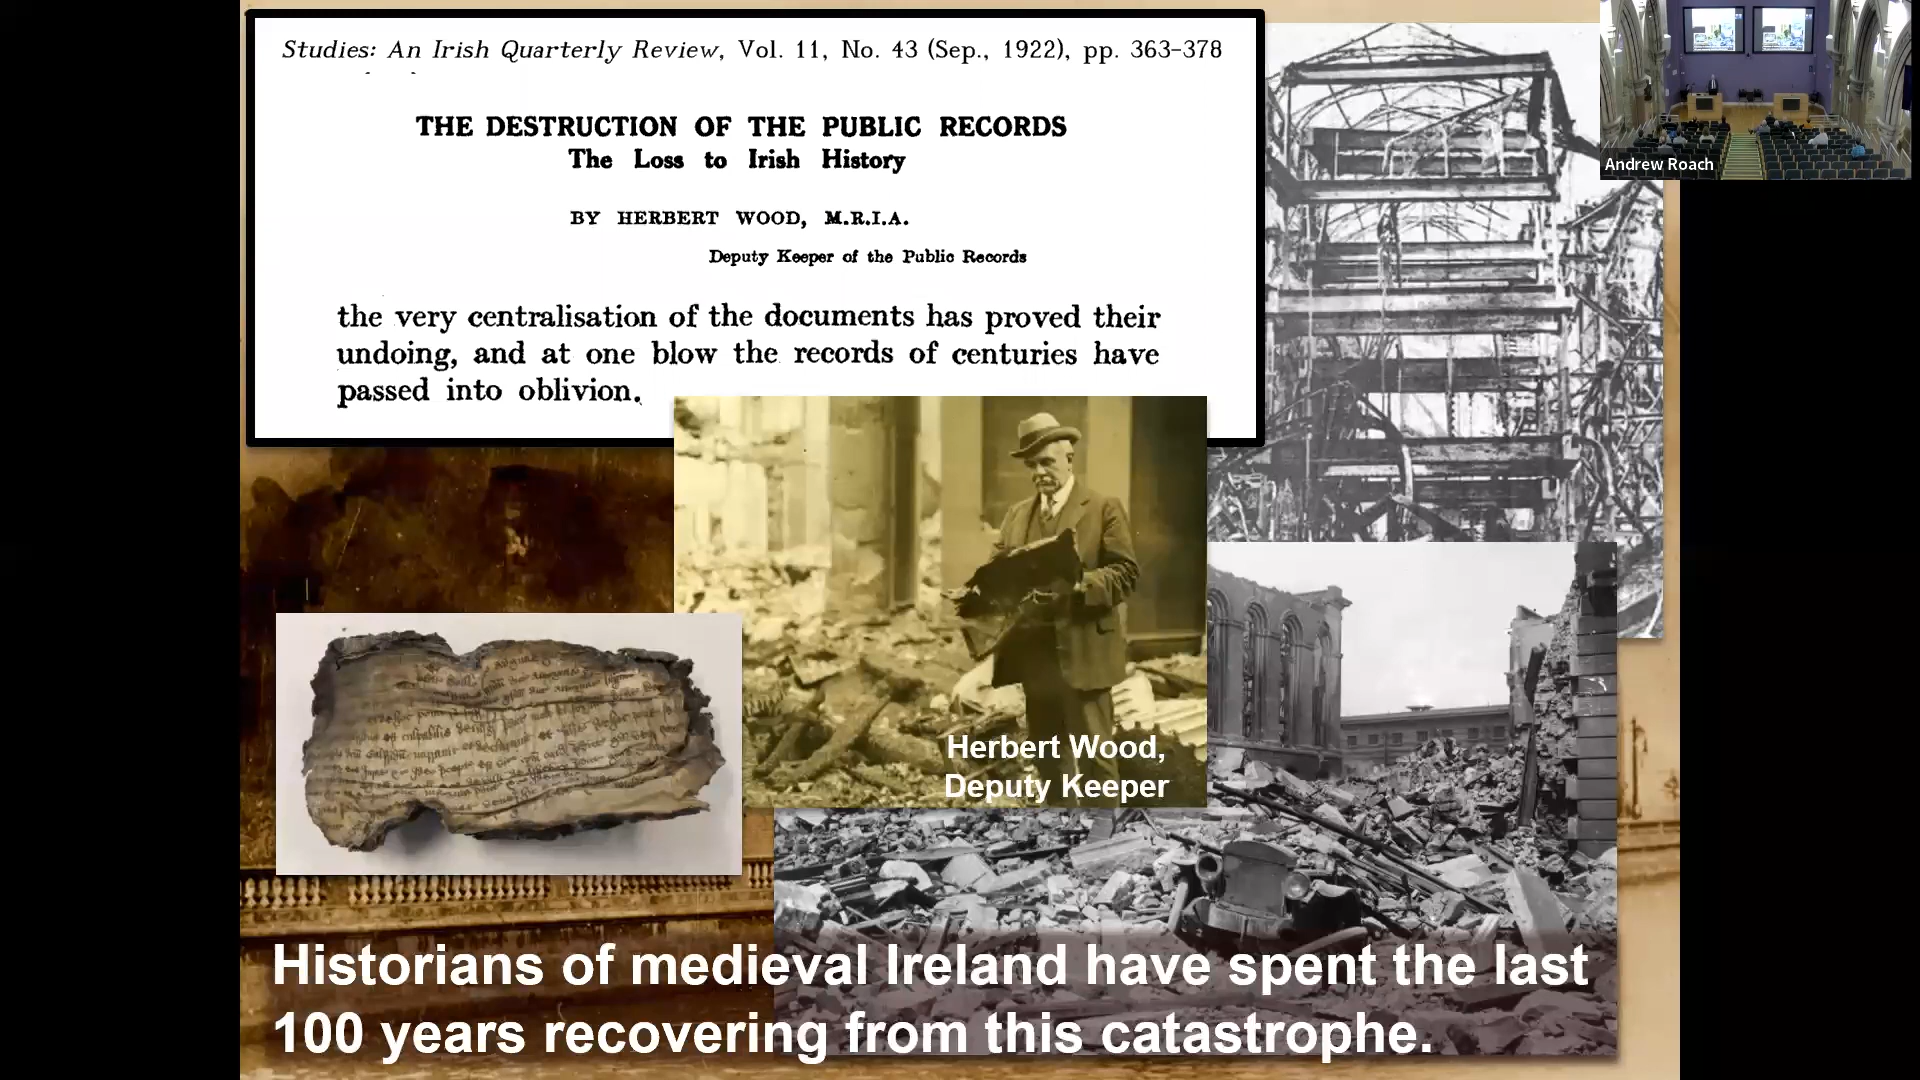 Studies: An Irish Quarterly Review, Vol. 11, No. 43 (Sep., 1922), pp. 363-378
THE DESTRUCTION OF THE PUBLIC RECORDS
The Loss to Irish History
BY HERBERT WOOD, M.R.I.A.
Deputy Keeper of the Public Records
the very centralisation of the documents has proved their
undoing, and at one blow the records of centuries have
passed into oblivion.
Andrew Roach
Herbert Wood,
Deputy Keeper
Historians of medieval Ireland have spent the last
100 years recovering from this catastrophe.